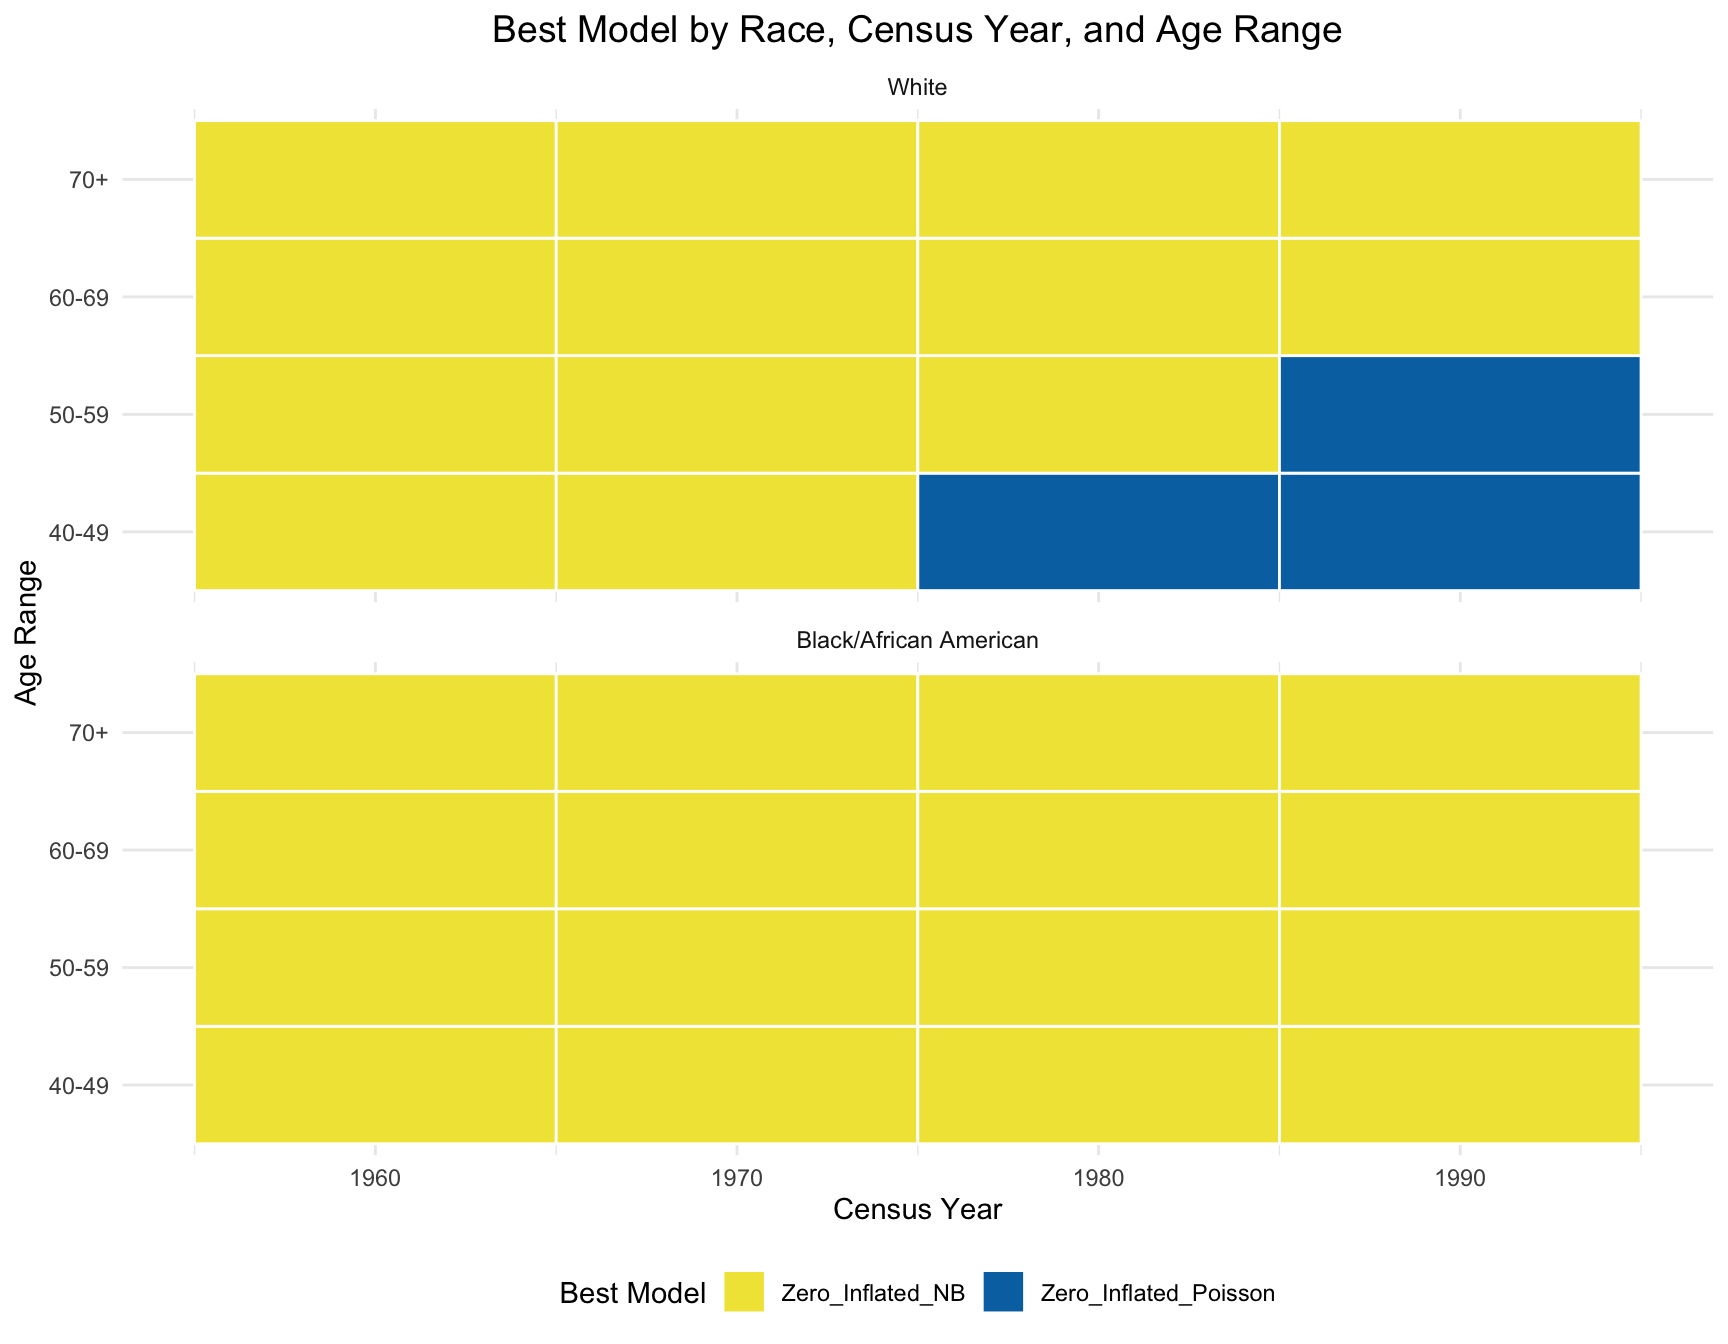 Best Model by Race, Census Year, and Age Range
White
70+
60-69
50-59
40-49
Age Range
Black/African American
70+
60-69
50-59
40-49
1960 1970 1980 1990
Census Year
Best Model Zero_Inflated_NB Zero_Inflated_Poisson